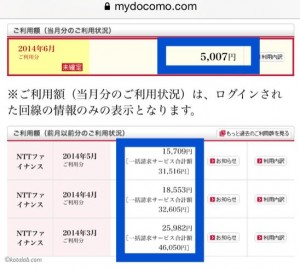 mydocomo.com
ご利用額（当月分のご利用状況）
2014年6月
ご利用分
未確定
5,007円
利用内訳
※ご利用額（当月分のご利用状況）は、ログインされ
た回線の情報のみの表示となります。
ご利用額（前月以前分のご利用状況）
もっと過去のご利用額を見る
NTTファ
イナンス
2014年5月
ご利用分
15,709円
[一括請求サービス合計額
31,516円]
お知らせ
利用内訳
NTTファ
イナンス
2014年4月
ご利用分
18,553円
[一括請求サービス合計額
32,605円]
お知らせ
利用内訳
NTTファ
イナンス
2014年3月
ご利用分
25,982円
[一括請求サービス合計額
46,050円]
お知らせ
利用内訳
©kotolab.com